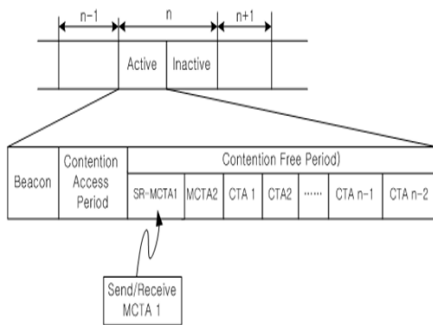 n-1 n n+1
Active Inactive
Contention Free Period)
Beacon
Contention
Access
Period
SR-MCTA1 MCTA2 CTA 1 CTA2 ...... CTA n-1 CTA n-2
Send/Receive
MCTA 1